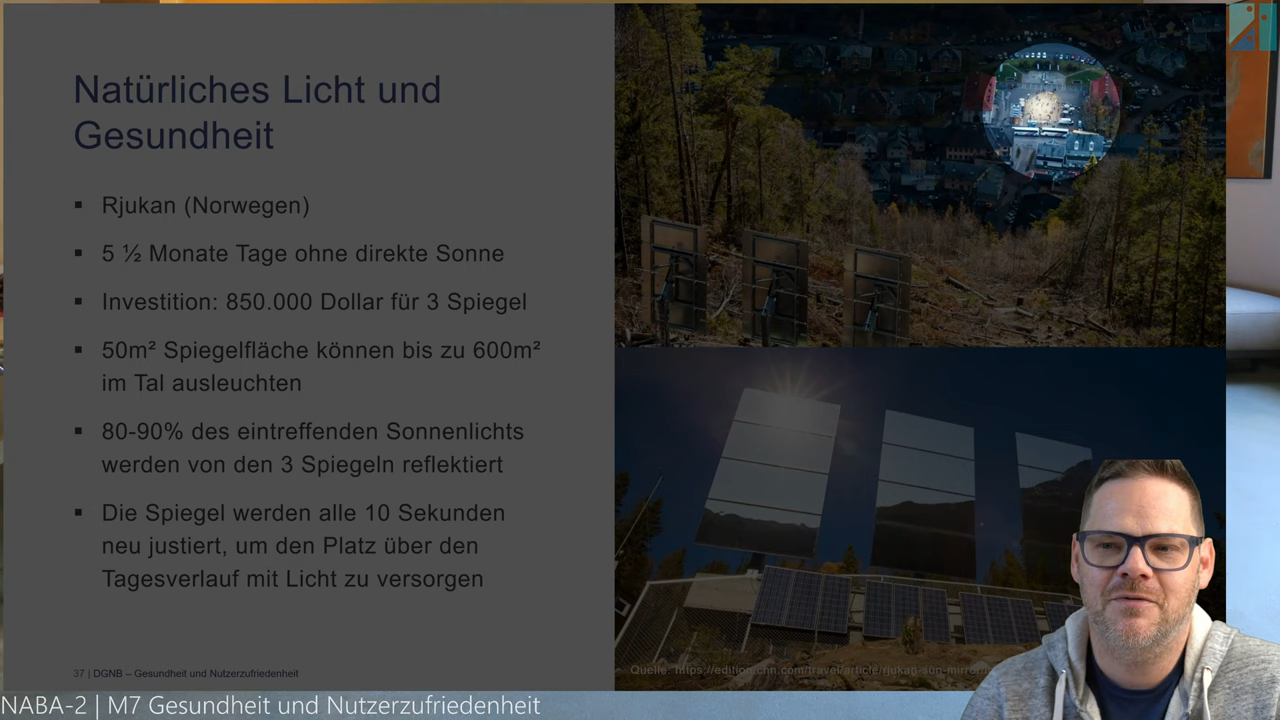 Natürliches Licht und
Gesundheit
▪ Rjukan (Norwegen)
▪ 5 ½ Monate Tage ohne direkte Sonne
▪ Investition: 850.000 Dollar für 3 Spiegel
▪ 50m² Spiegelfläche können bis zu 600m²
im Tal ausleuchten
▪ 80-90% des eintreffenden Sonnenlichts
werden von den 3 Spiegeln reflektiert
▪ Die Spiegel werden alle 10 Sekunden
neu justiert, um den Platz über den
Tagesverlauf mit Licht zu versorgen
37 | DGNB – Gesundheit und Nutzerzufriedenheit
Quelle:
NABA-2 | M7 Gesundheit und Nutzerzufriedenheit